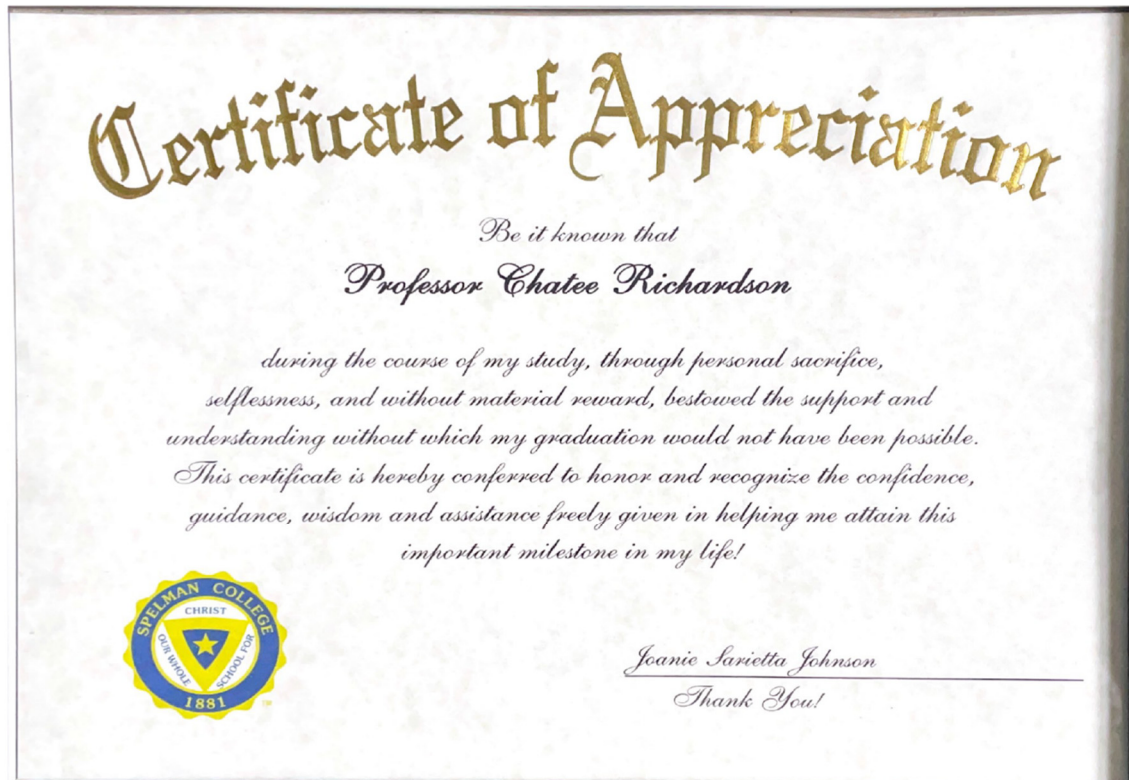 Certificate of Appreciation
Be it known that
Professor Chatee Richardson
during the course of my study, through personal sacrifice,
selflessness, and without material reward, bestowed the support and
understanding without which my graduation would not have been possible.
This certificate is hereby conferred to honor and recognize the confidence,
guidance, wisdom and assistance freely given in helping me attain this
important milestone in my life!
SPELMAN COLLEGE
CHRIST
OUR WHOLE
SCHOOL FOR
1881
TM
Joanie Sarietta Johnson
Thank You!